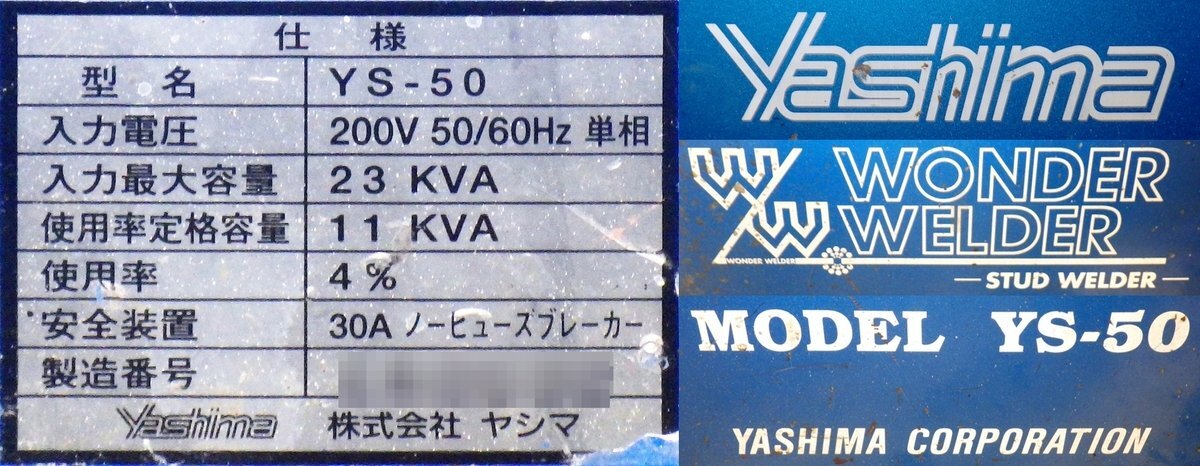 仕 様
型 名 YS-50
入力電圧 200V 50/60Hz 単相
入力最大容量 23 KVA
使用率定格容量 11 KVA
使用率 4%
安全装置 30A ノーヒューズブレーカー
製造番号
Yashima 株式会社 ヤシマ
Yashima
WW WONDER
WELDER
WONDER WELDER
STUD WELDER
MODEL YS-50
YASHIMA CORPORATION